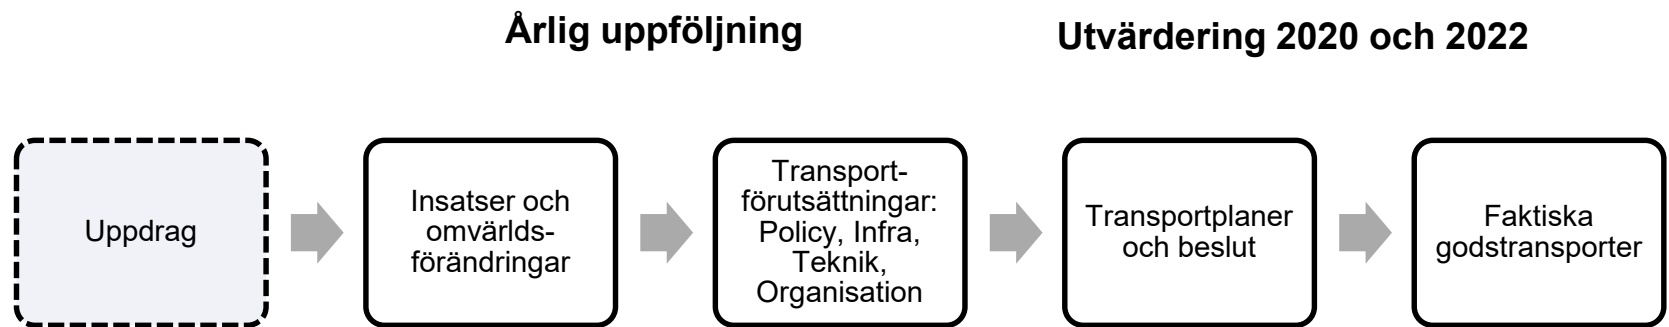 Årlig uppföljning
Utvärdering 2020 och 2022
Uppdrag
Insatser och
omvärlds-
förändringar
Transport-
förutsättningar:
Policy, Infra,
Teknik,
Organisation
Transportplaner
och beslut
Faktiska
godstransporter